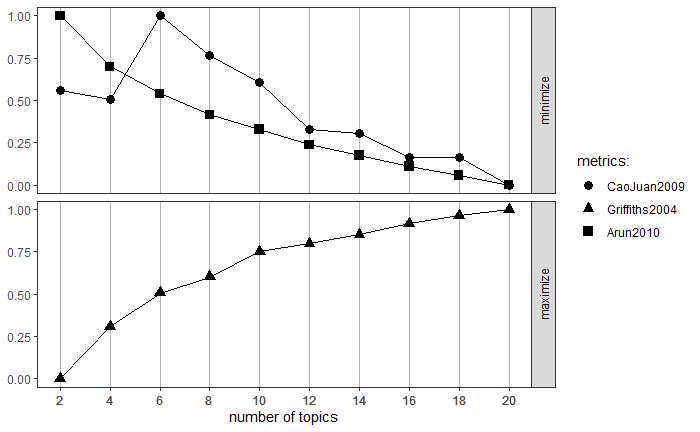 1.00
0.75
0.50
0.25
0.00
minimize
1.00
0.75
0.50
0.25
0.00
maximize
2 4 6 8 10 12 14 16 18 20
number of topics
metrics:
CaoJuan2009
Griffiths2004
Arun2010